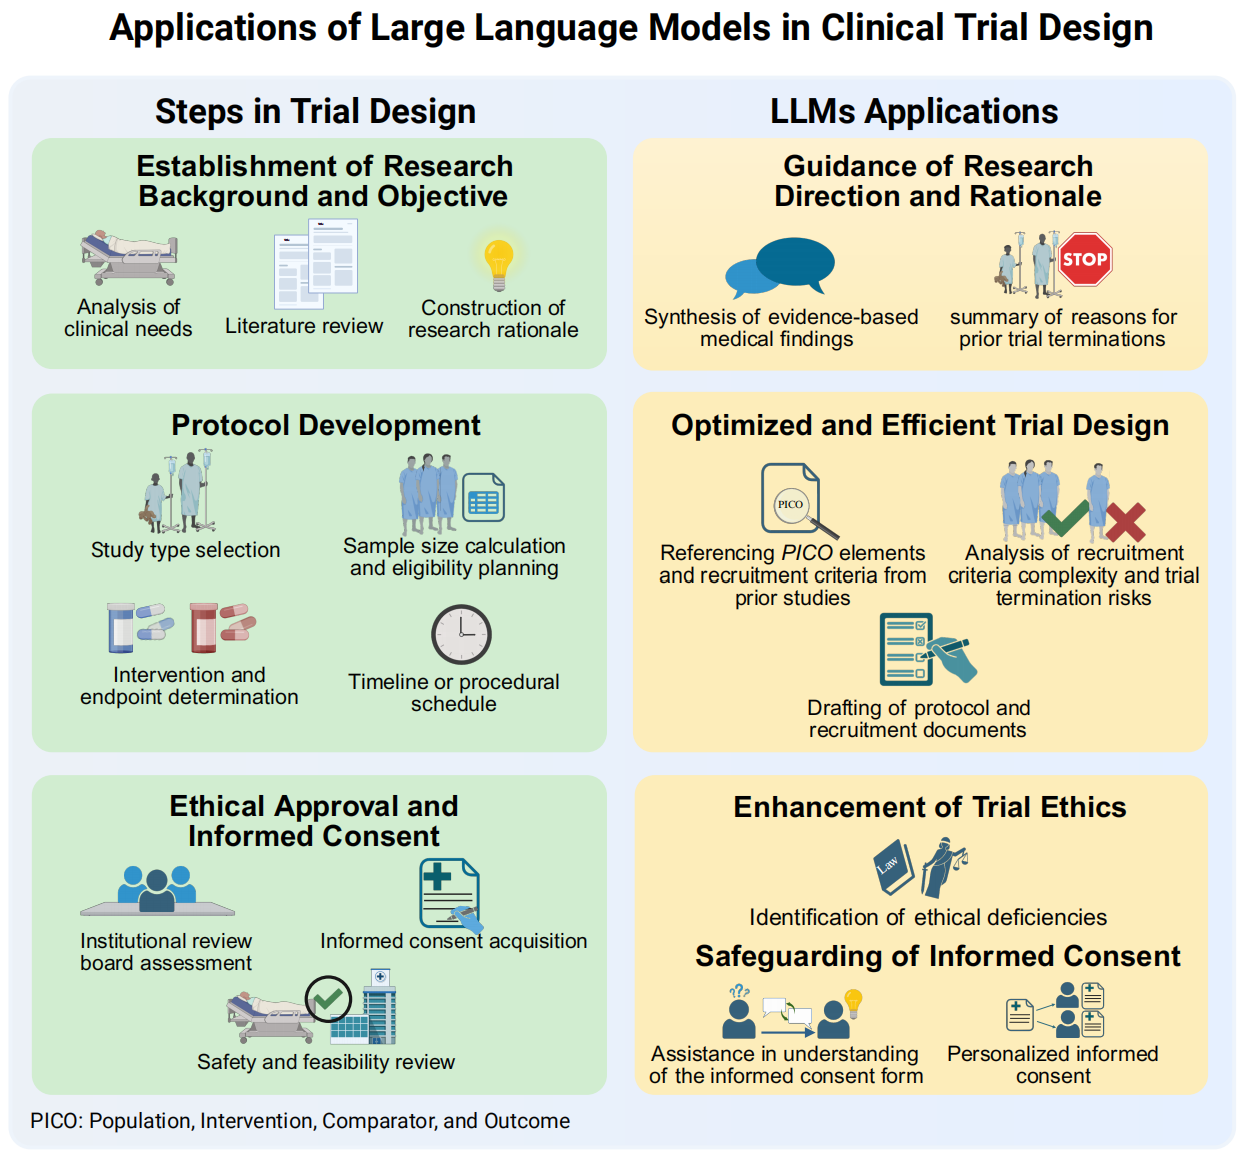 Applications of Large Language Models in Clinical Trial Design
Steps in Trial Design
Establishment of Research
Background and Objective
Analysis of
clinical needs
Literature review
Construction of
research rationale
Protocol Development
Study type selection
Sample size calculation
and eligibility planning
Intervention and
endpoint determination
Timeline or procedural
schedule
Ethical Approval and
Informed Consent
Institutional review
board assessment
Informed consent acquisition
Safety and feasibility review
LLMs Applications
Guidance of Research
Direction and Rationale
Synthesis of evidence-based
medical findings
STOP
summary of reasons for
prior trial terminations
Optimized and Efficient Trial Design
PICO
Referencing PICO elements
and recruitment criteria from
prior studies
Analysis of recruitment
criteria complexity and trial
termination risks
Drafting of protocol and
recruitment documents
Enhancement of Trial Ethics
Law
Identification of ethical deficiencies
Safeguarding of Informed Consent
???
Assistance in understanding
of the informed consent form
Personalized informed
consent
PICO: Population, Intervention, Comparator, and Outcome